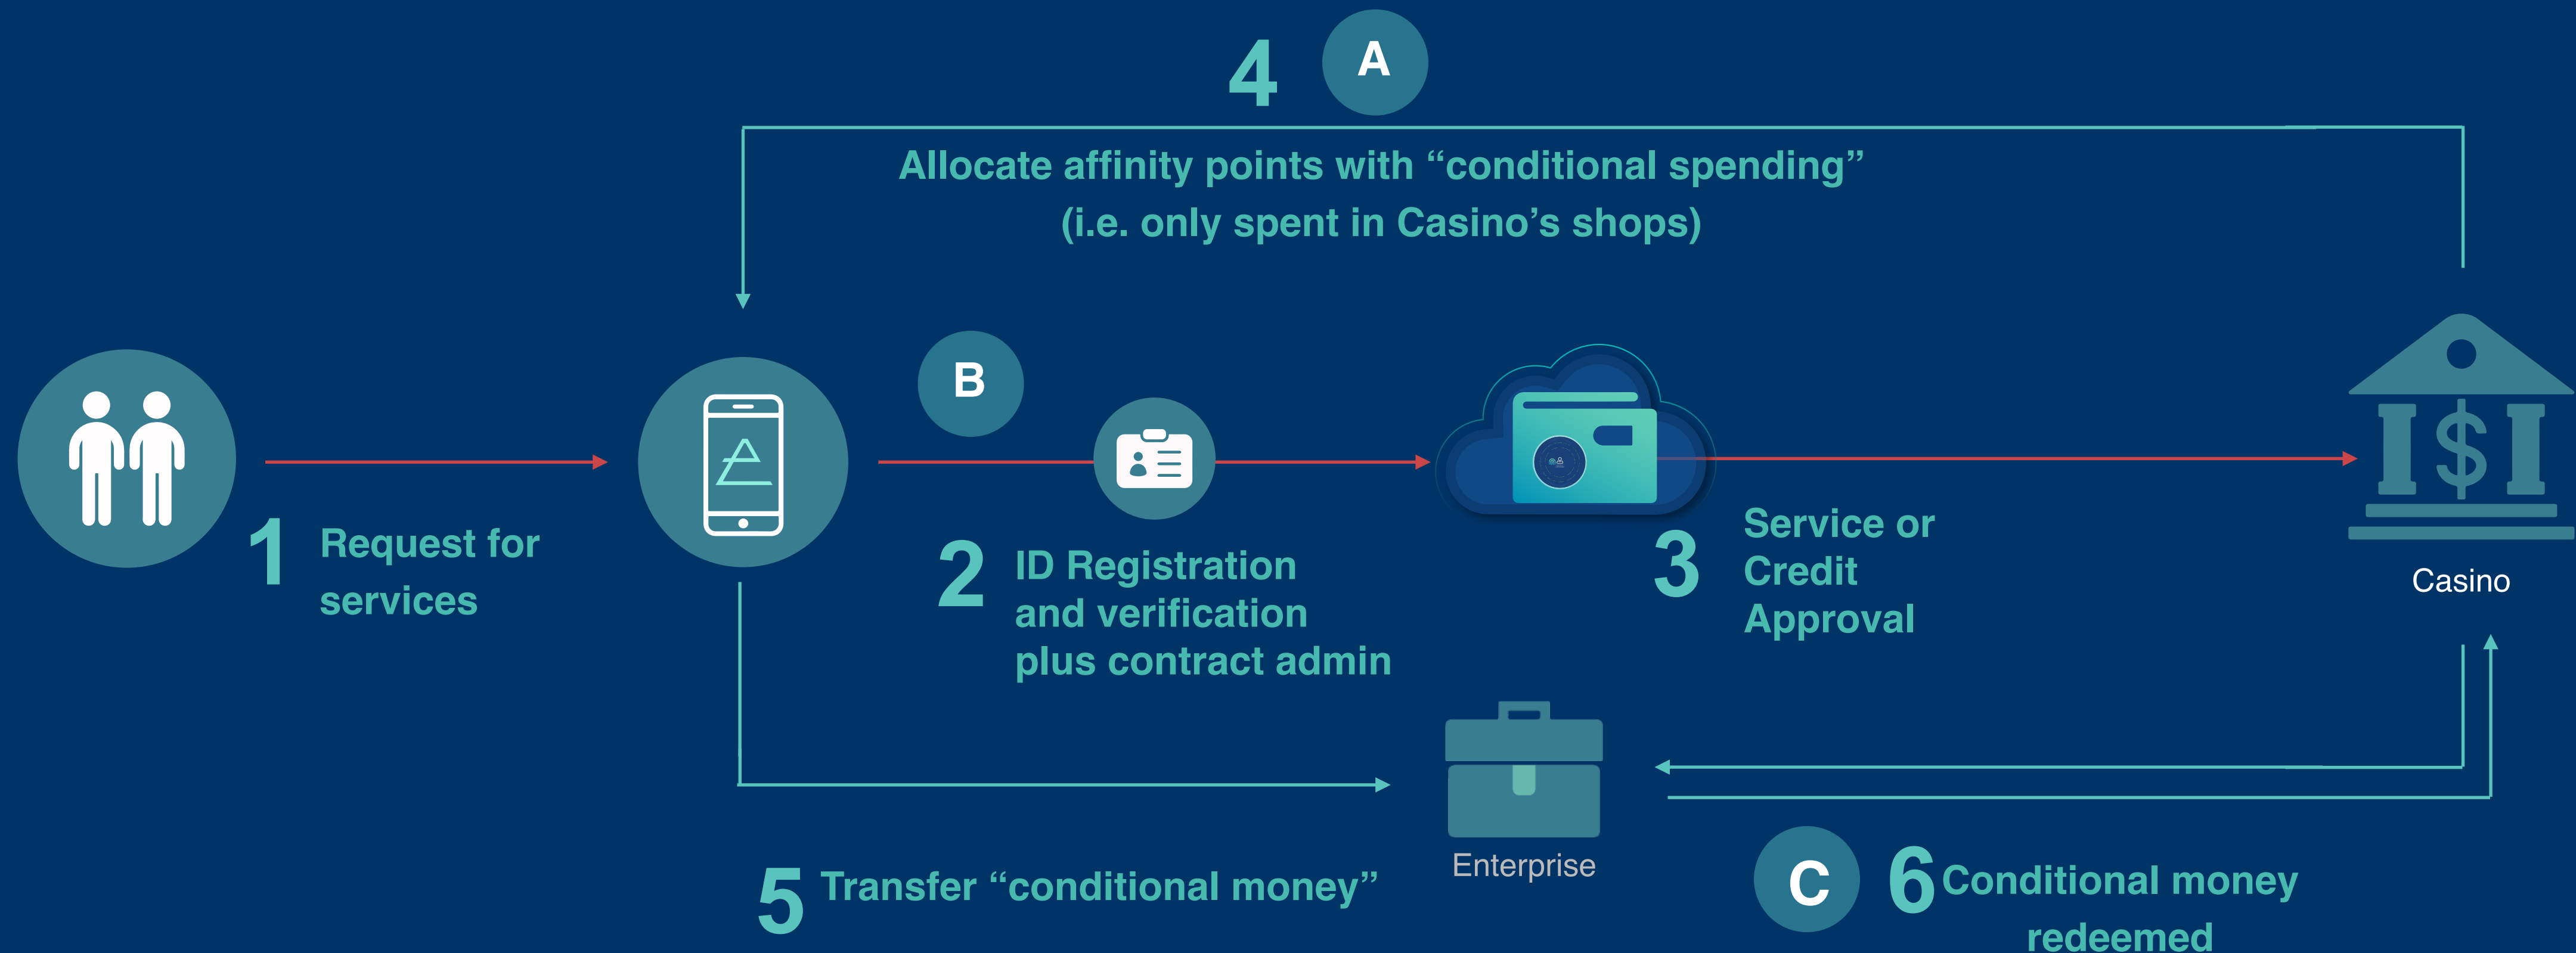 4
A
Allocate affinity points with “conditional spending”
(i.e. only spent in Casino’s shops)
B
1
Request for
services
2
ID Registration
and verification
plus contract admin
3
Service or
Credit
Approval
Casino
Enterprise
5
Transfer “conditional money”
C
6
Conditional money
redeemed